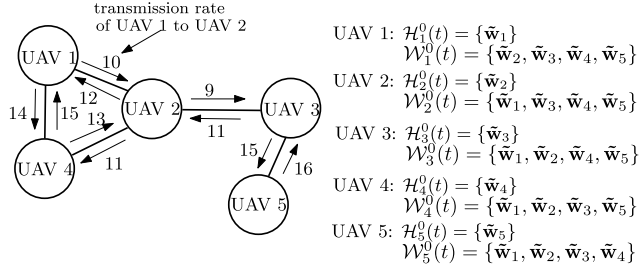 transmission rate
of UAV 1 to UAV 2
UAV 1
10
12
14
15
13
UAV 2
9
11
UAV 3
UAV 4
11
15
16
UAV 5
UAV 1: $\mathcal{H}_1^0(t) = \{\tilde{\mathbf{w}}_1\}$
$\mathcal{W}_1^0(t) = \{\tilde{\mathbf{w}}_2, \tilde{\mathbf{w}}_3, \tilde{\mathbf{w}}_4, \tilde{\mathbf{w}}_5\}$
UAV 2: $\mathcal{H}_2^0(t) = \{\tilde{\mathbf{w}}_2\}$
$\mathcal{W}_2^0(t) = \{\tilde{\mathbf{w}}_1, \tilde{\mathbf{w}}_3, \tilde{\mathbf{w}}_4, \tilde{\mathbf{w}}_5\}$
UAV 3: $\mathcal{H}_3^0(t) = \{\tilde{\mathbf{w}}_3\}$
$\mathcal{W}_3^0(t) = \{\tilde{\mathbf{w}}_1, \tilde{\mathbf{w}}_2, \tilde{\mathbf{w}}_4, \tilde{\mathbf{w}}_5\}$
UAV 4: $\mathcal{H}_4^0(t) = \{\tilde{\mathbf{w}}_4\}$
$\mathcal{W}_4^0(t) = \{\tilde{\mathbf{w}}_1, \tilde{\mathbf{w}}_2, \tilde{\mathbf{w}}_3, \tilde{\mathbf{w}}_5\}$
UAV 5: $\mathcal{H}_5^0(t) = \{\tilde{\mathbf{w}}_5\}$
$\mathcal{W}_5^0(t) = \{\tilde{\mathbf{w}}_1, \tilde{\mathbf{w}}_2, \tilde{\mathbf{w}}_3, \tilde{\mathbf{w}}_4\}$